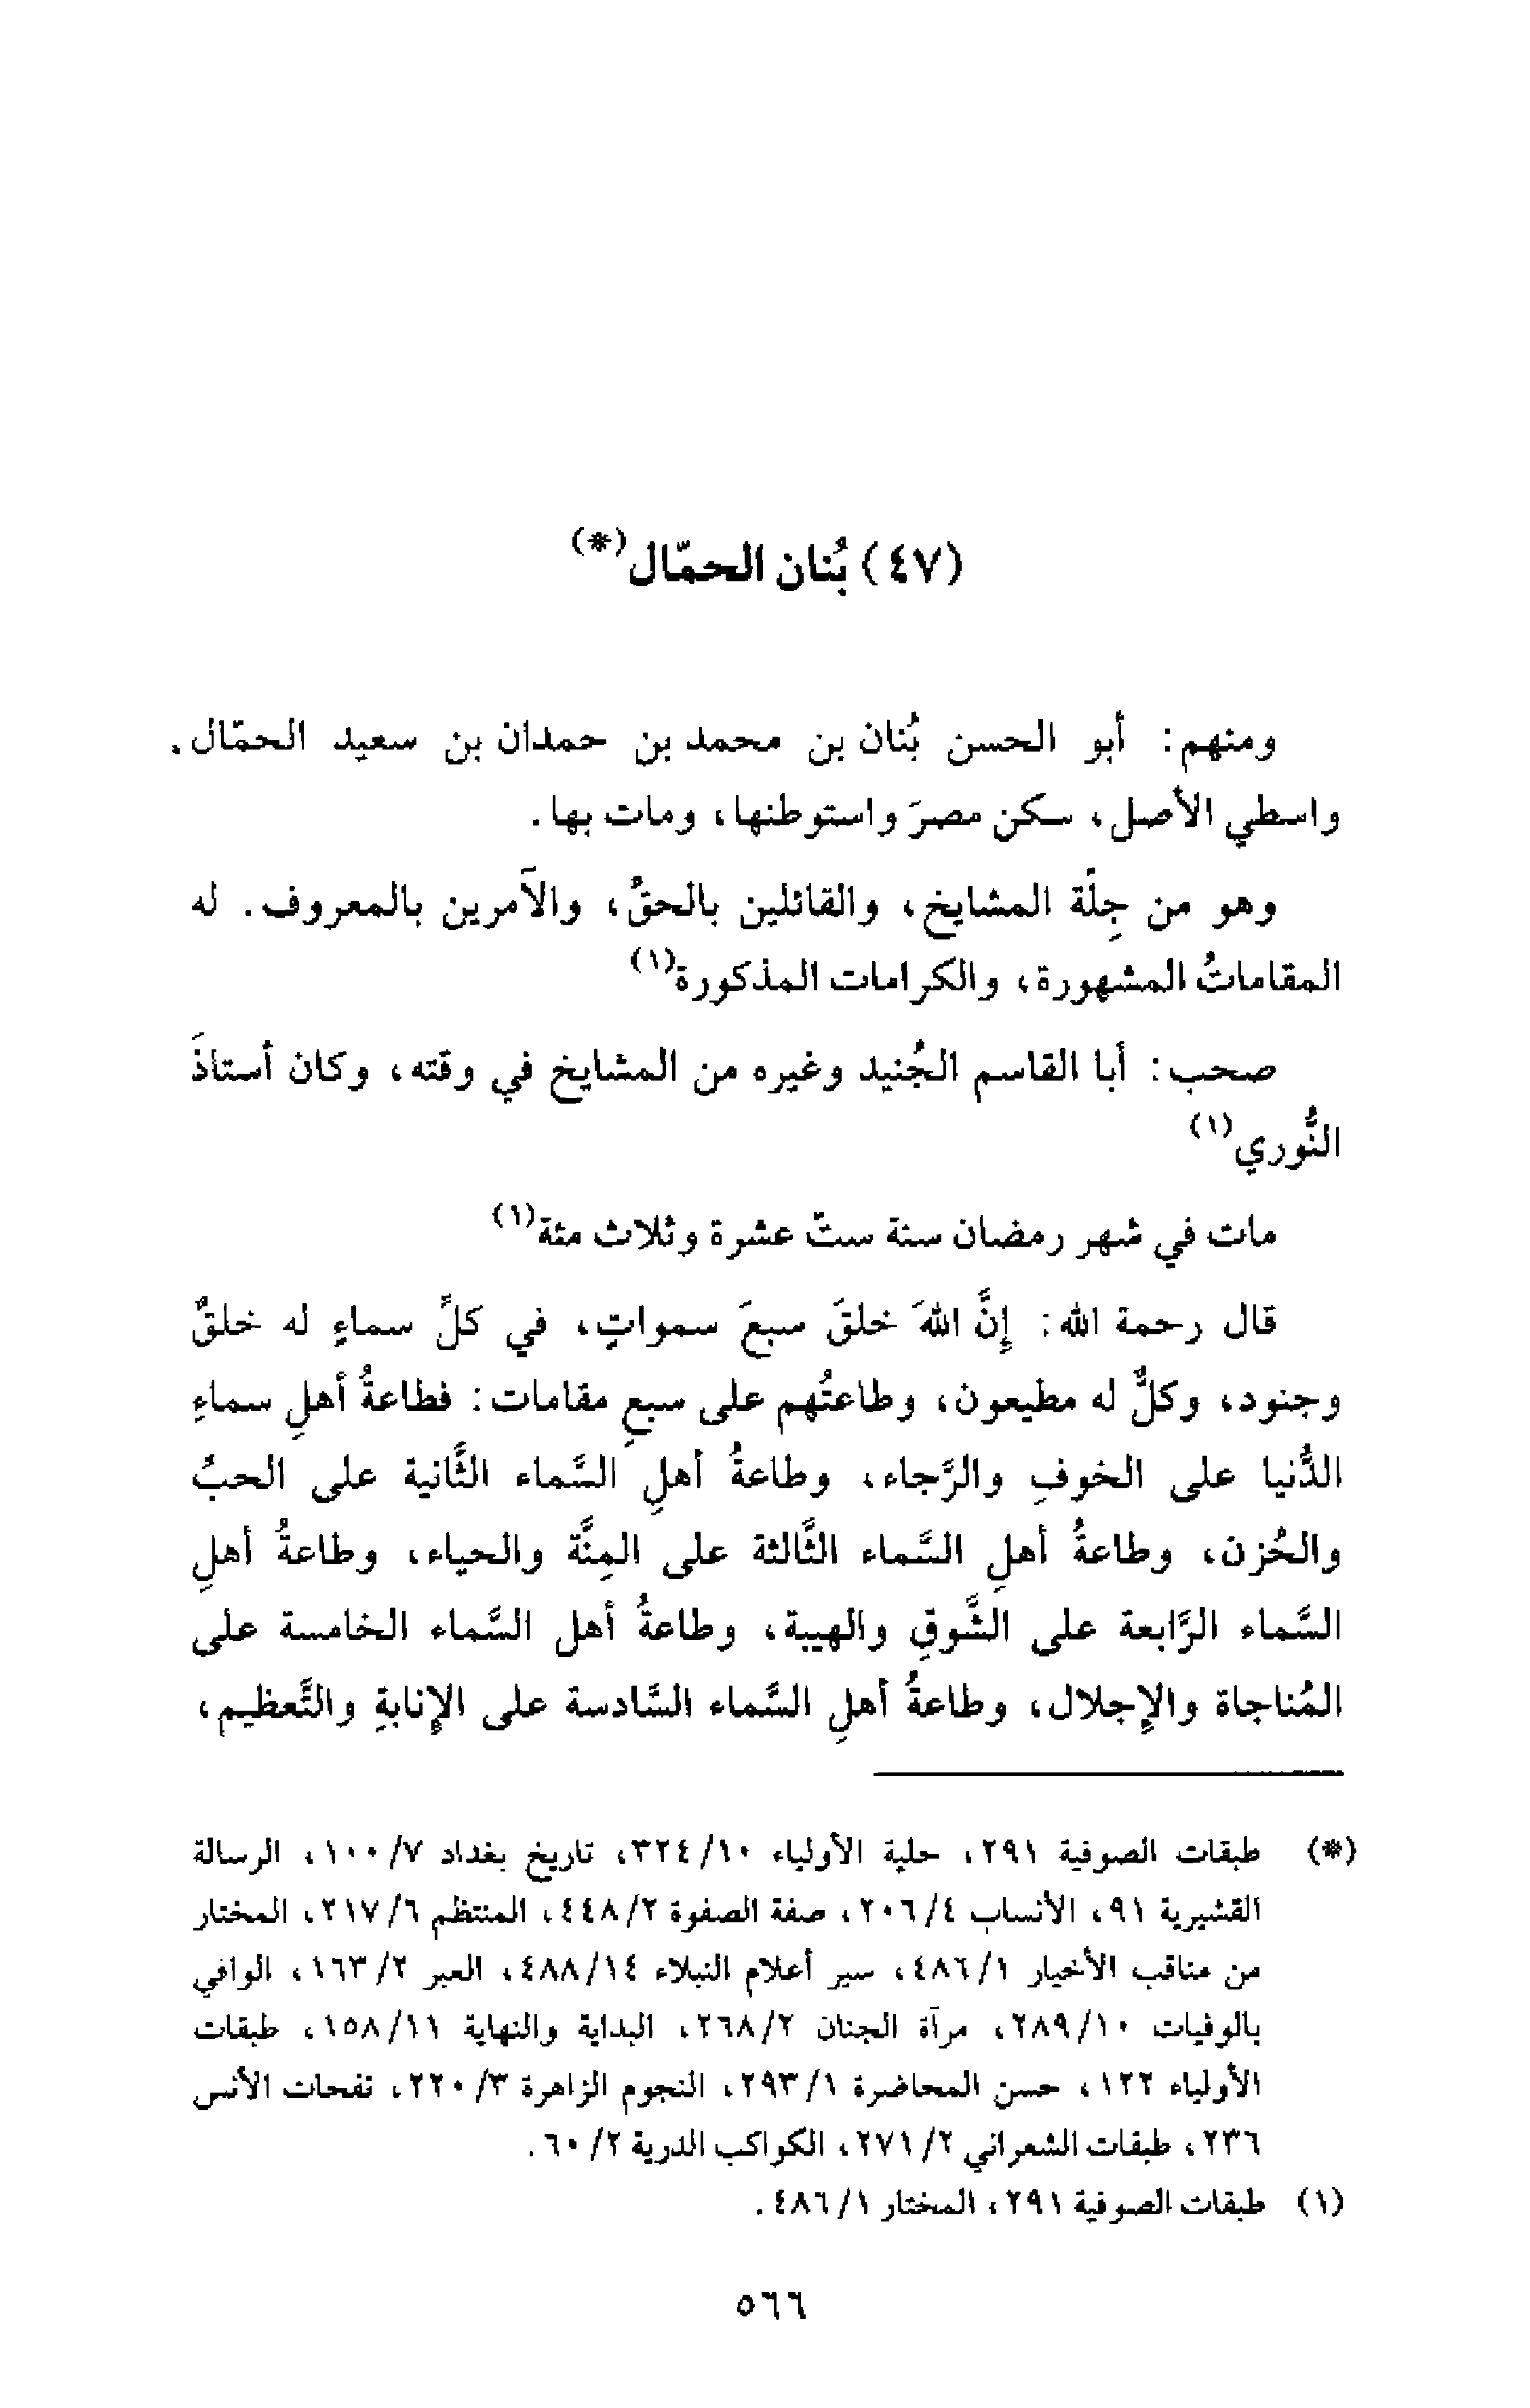 (٤٧) بُنان الحمّال(*)
ومنهم: أبو الحسن بُنان بن محمد بن حمدان بن سعيد الحمّال.
واسطي الأصل، سكن مصرَ واستوطنها، ومات بها.
وهو من جِلَّة المشايخ، والقائلين بالحقِّ، والآمرين بالمعروف. له
المقاماتُ المشهورة، والكرامات المذكورة(١)
صحب: أبا القاسم الجُنيد وغيره من المشايخ في وقته، وكان أستاذَ
النُّوري(١)
مات في شهر رمضان سنة ستّ عشرة وثلاث مئة(١)
قال رحمة الله: إنَّ اللهَ خلقَ سبعَ سمواتٍ، في كلِّ سماءٍ له خلقٌ
وجنود، وكلٌّ له مطيعون، وطاعتُهم على سبعِ مقامات: فطاعةُ أهلِ سماءِ
الدُّنيا على الخوفِ والرَّجاء، وطاعةُ أهلِ السَّماء الثَّانية على الحبِّ
والحُزن، وطاعةُ أهلِ السَّماء الثَّالثة على المِنَّة والحياء، وطاعةُ أهلِ
السَّماء الرَّابعة على الشَّوقِ والهيبة، وطاعةُ أهل السَّماء الخامسة على
المُناجاة والإجلال، وطاعةُ أهلِ السَّماء السَّادسة على الإنابةِ والتَّعظيم،
(*) طبقات الصوفية ٢٩١، حلية الأولياء ١٠/٣٢٤، تاريخ بغداد ٧/١٠٠، الرسالة
القشيرية ٩١، الأنساب ٤/٢٠٦، صفة الصفوة ٢/٤٤٨، المنتظم ٦/٢١٧، المختار
من مناقب الأخيار ١/٤٨٦، سير أعلام النبلاء ١٤/٤٨٨، العبر ٢/١٦٣، الوافي
بالوفيات ١٠/٢٨٩، مرآة الجنان ٢/٢٦٨، البداية والنهاية ١١/١٥٨، طبقات
الأولياء ١٢٢، حسن المحاضرة ١/٢٩٣، النجوم الزاهرة ٣/٢٢٠، نفحات الأنس
٢٣٦، طبقات الشعراني ٢/٢٧١، الكواكب الدرية ٢/٦٠.
(١) طبقات الصوفية ٢٩١، المختار ١/٤٨٦.
٥٦٦